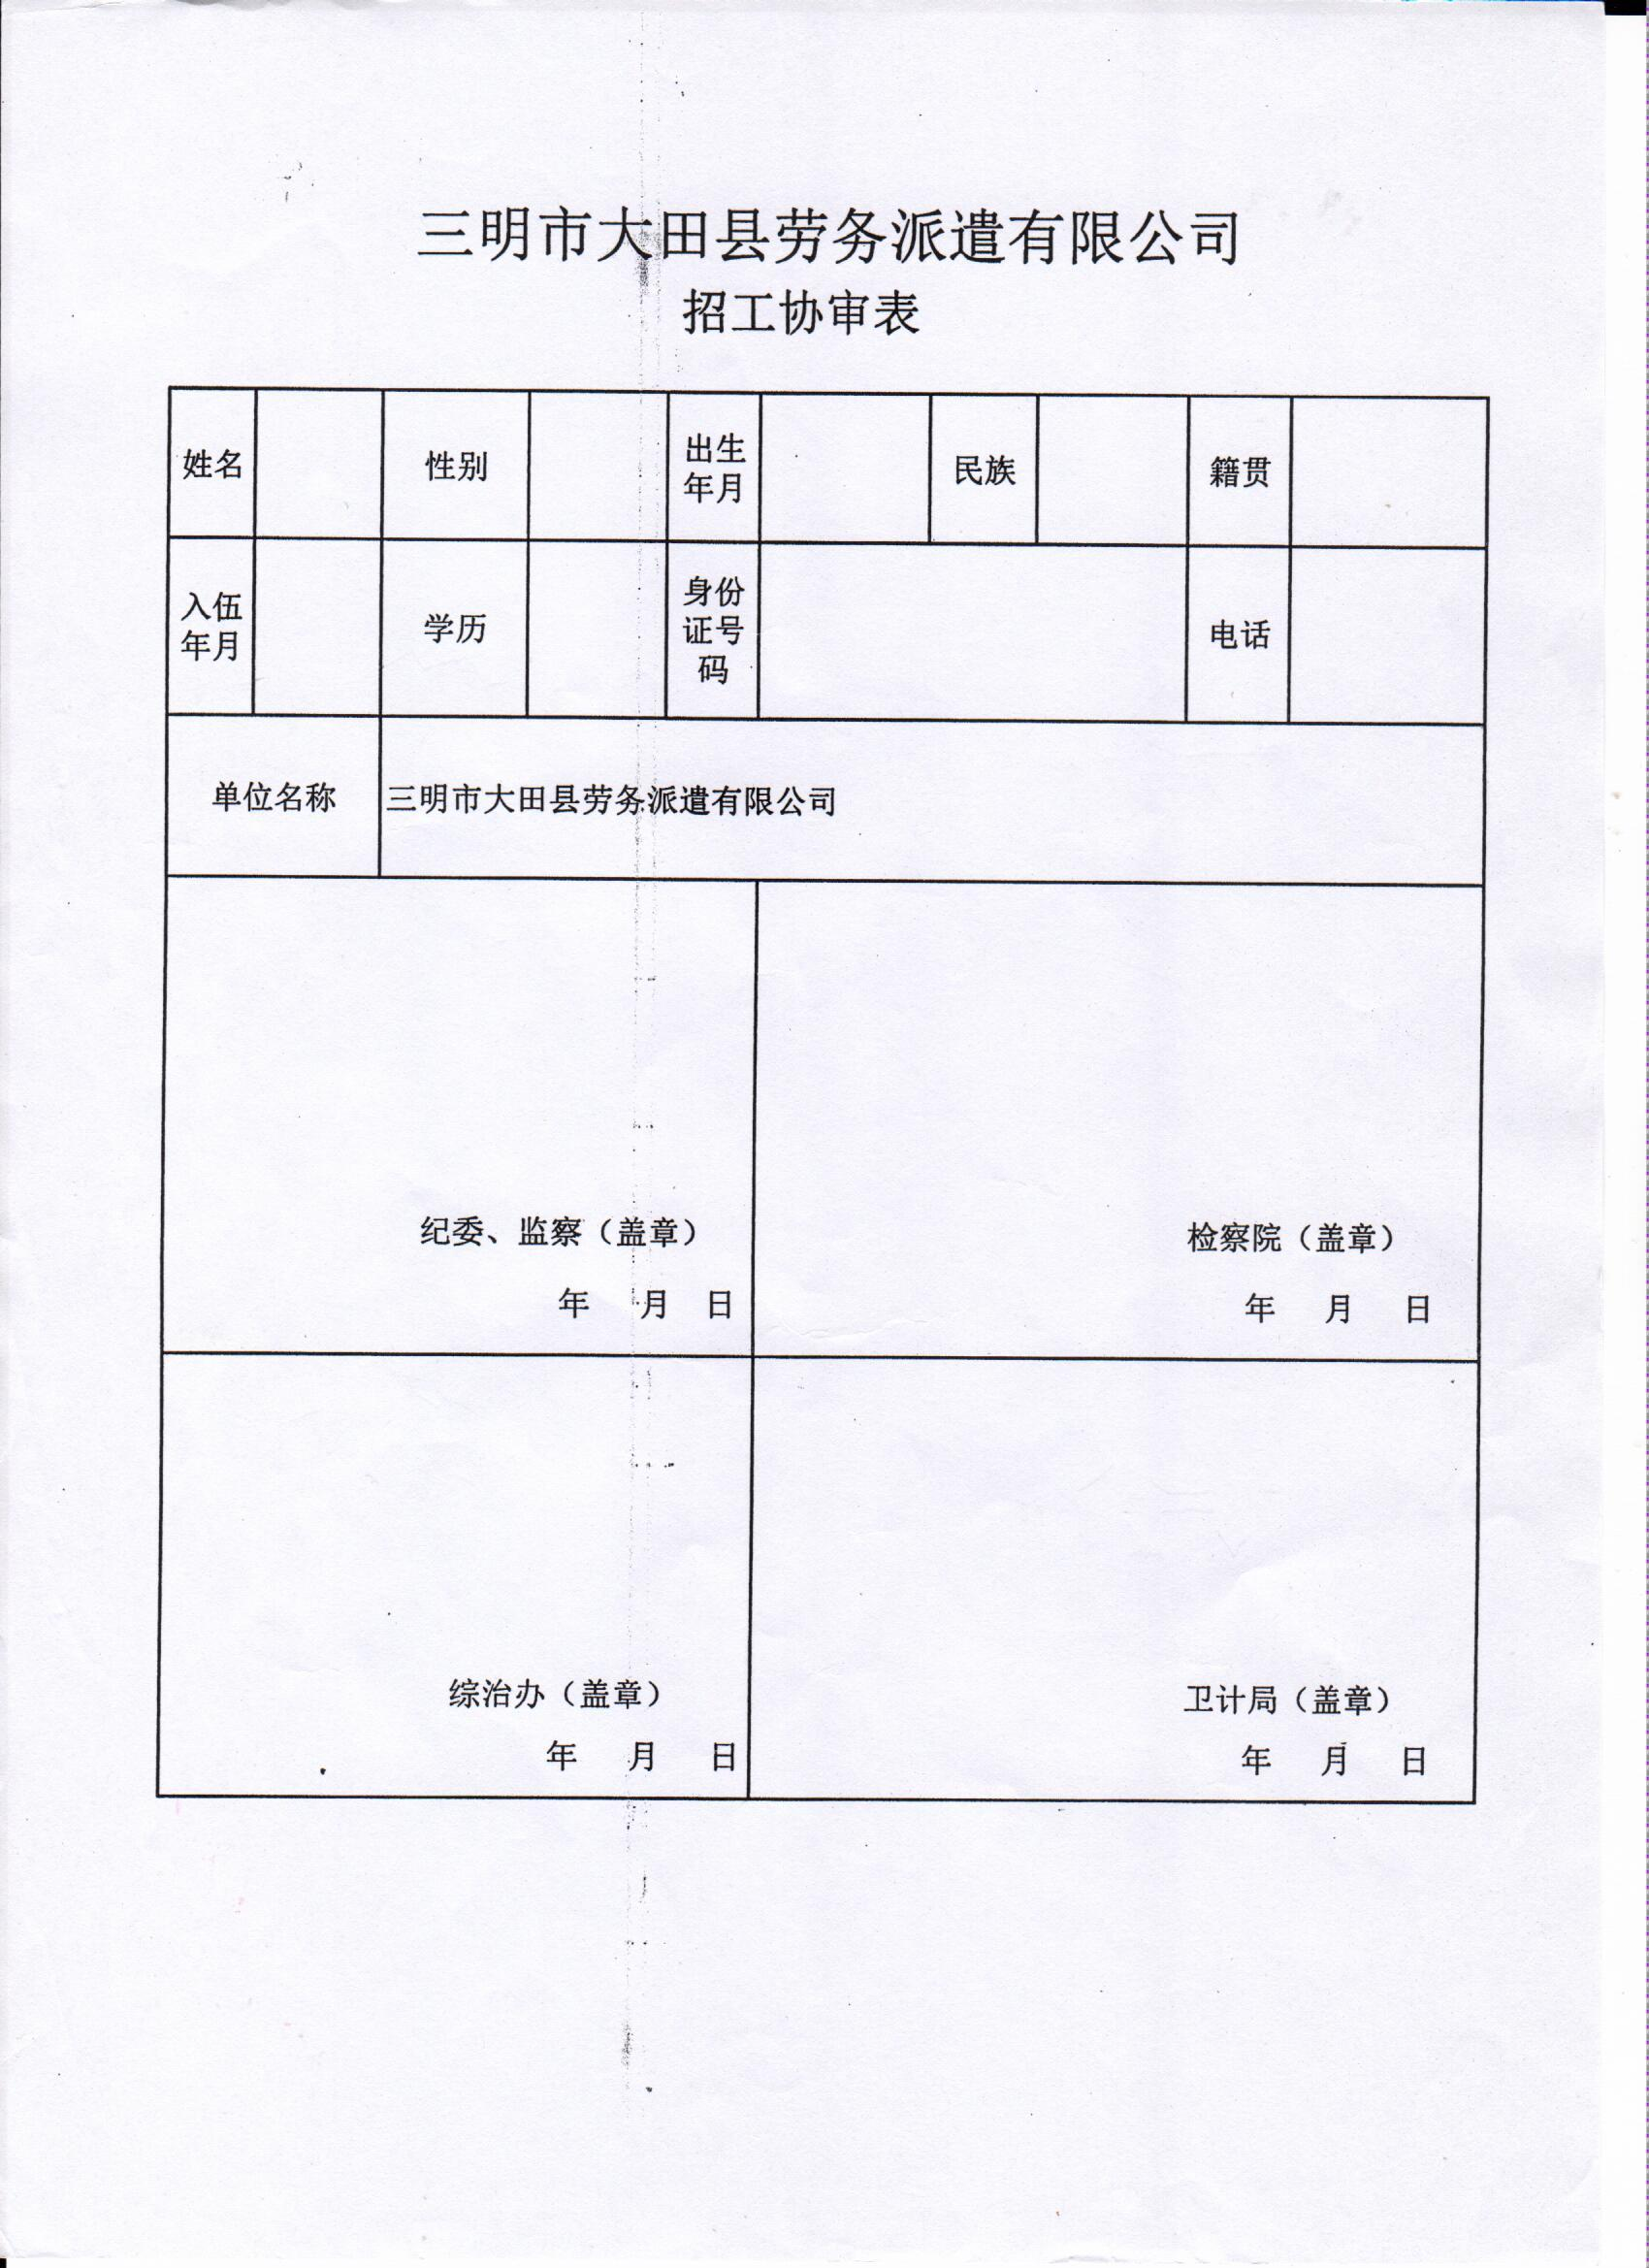 三明市大田县劳务派遣有限公司
招工协审表
姓名 性别 出生年月 民族 籍贯
入伍年月 学历 身份证号码 电话
单位名称 三明市大田县劳务派遣有限公司
纪委、监察（盖章） 检察院（盖章）
年 月 日 年 月 日
综治办（盖章） 卫计局（盖章）
年 月 日 年 月 日